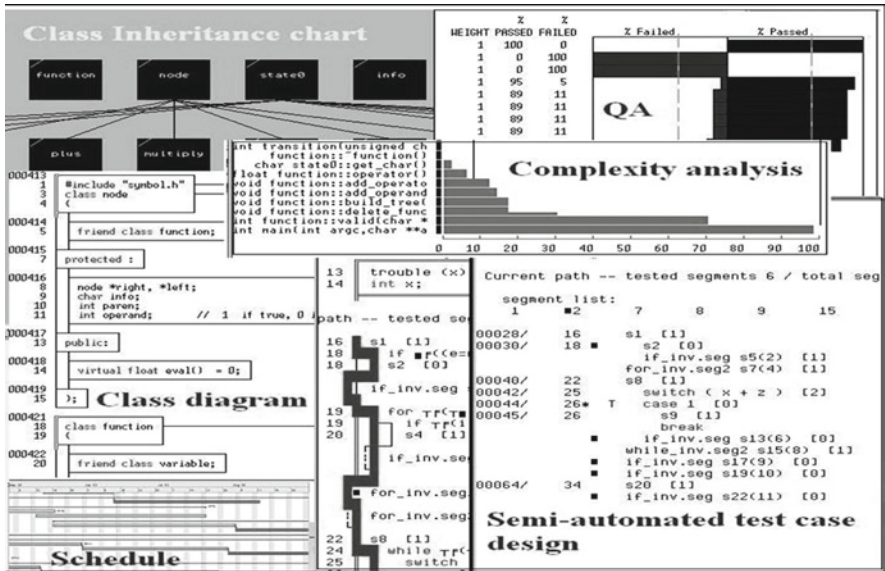 Class Inheritance chart
function node state0 info
plus multiply
% %
WEIGHT PASSED FAILED % Failed % Passed
1 100 0
1 0 100
1 0 100
1 95 5
1 89 11
1 89 11
1 89 11
QA
int transition(unsigned ch
function::~function()
char state0::get_char()
float function::operator()
void function::add_operato
void function::add_operand
void function::build_tree(
void function::delete_func
int function::valid(char *
int main(int argc,char **a
0 10 20 30 40 50 60 70 80 90 100
Complexity analysis
000413
1 #include "symbol.h"
3 class node
4 {
000414
5 friend class function;
000415
7 protected :
000416
8 node *right, *left;
9 char info;
10 int paren;
11 int operand; // 1 if true, 0 i
000417
13 public:
000418
14 virtual float eval() = 0;
000419
15 };
Class diagram
000421
18 class function
19 {
000422
20 friend class variable;
Schedule
13 trouble (x)
14 int x;
path -- tested se
16 s1 [1]
18 if
18 s2 [0]
if_inv.seg
19 for
19 if
20 s4 [1]
if_inv.se
for_inv.seg
for_inv.seg
22 s8 [1]
24 while
25 switch
Current path -- tested segments 6 / total seg
segment list:
1 2 7 8 9 15
00028/ 16 s1 [1]
00030/ 18 s2 [0]
if_inv.seg s5(2) [1]
for_inv.seg2 s7(4) [1]
00040/ 22 s8 [1]
00042/ 25 switch ( x + z ) [2]
00044/ 26* T case 1 [0]
00045/ 26 s9 [1]
break
if_inv.seg s13(6) [0]
while_inv.seg2 s15(8) [1]
if_inv.seg s17(9) [0]
if_inv.seg s19(10) [0]
00064/ 34 s20 [1]
if_inv.seg s22(11) [0]
Semi-automated test case
design